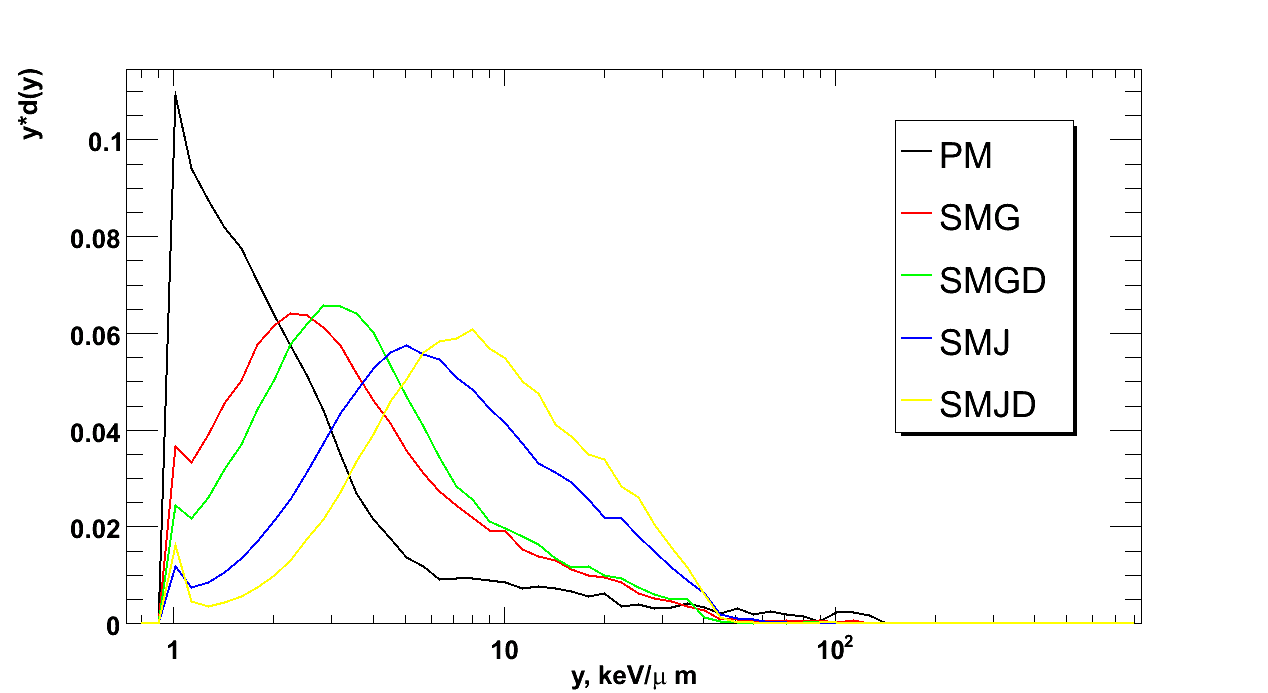 y*d(y)
0.1
0.08
0.06
0.04
0.02
0
1
10
10²
y, keV/μ m
PM
SMG
SMGD
SMJ
SMJD